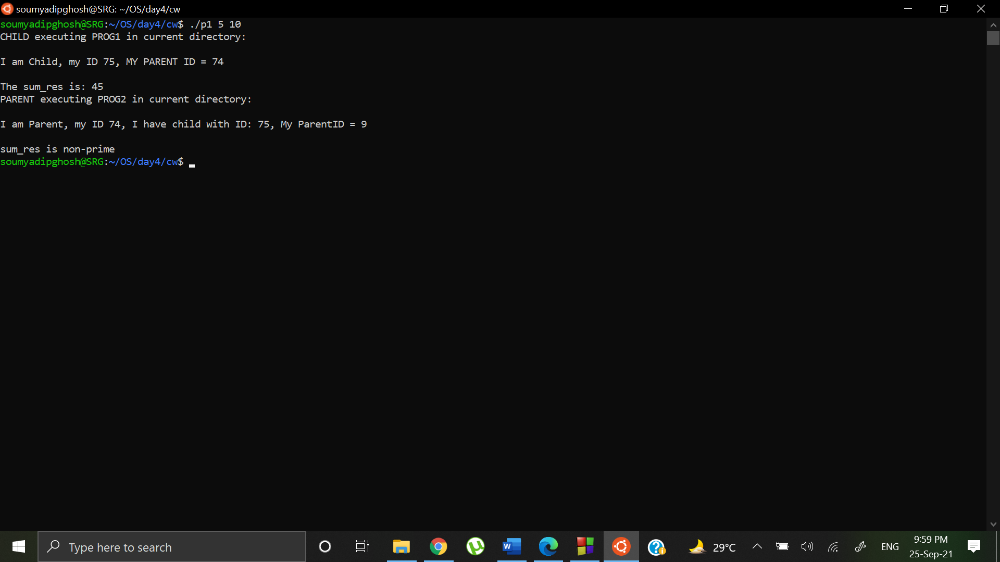 soumyadipghosh@SRG: ~/OS/day4/cw
soumyadipghosh@SRG:~/OS/day4/cw$ ./p1 5 10
CHILD executing PROG1 in current directory:
I am Child, my ID 75, MY PARENT ID = 74
The sum_res is: 45
PARENT executing PROG2 in current directory:
I am Parent, my ID 74, I have child with ID: 75, My ParentID = 9
sum_res is non-prime
soumyadipghosh@SRG:~/OS/day4/cw$
Type here to search
29°C
ENG
9:59 PM
25-Sep-21